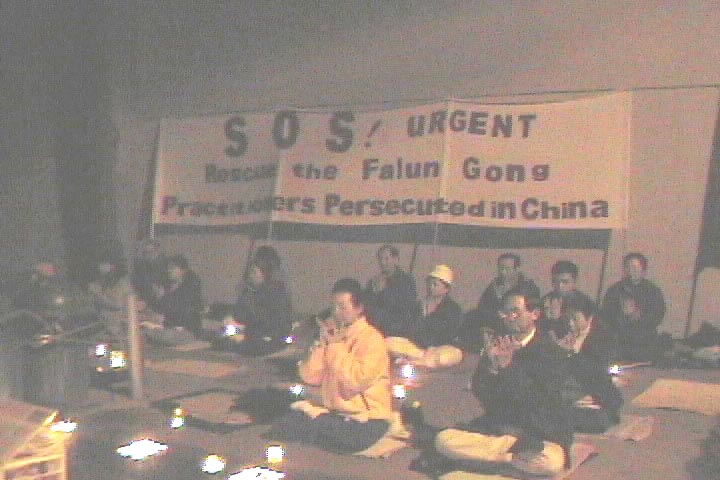 SOS! URGENT
Rescue the Falun Gong
Practitioners Persecuted in China